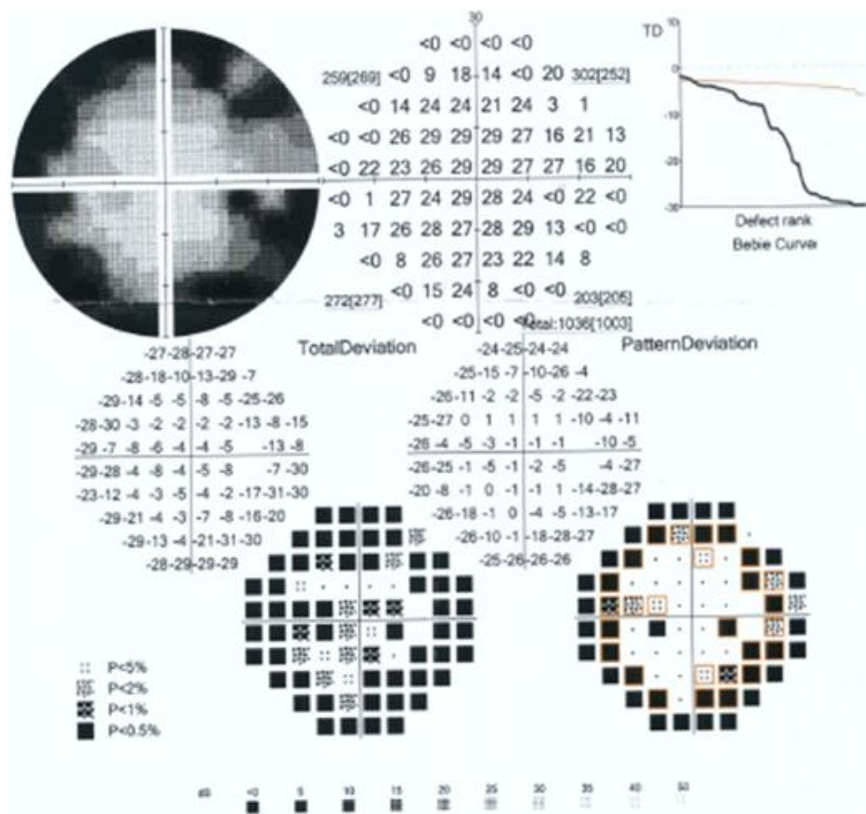 30
TD 10
0
-10
-20
-30
Defect rank
Bebie Curve
<0 <0 <0 <0
259[269] <0 9 18 14 <0 20 302[252]
<0 14 24 24 21 24 3 1
<0 <0 26 29 29 29 27 16 21 13
<0 22 23 26 29 29 27 27 16 20
<0 1 27 24 29 28 24 <0 22 <0
3 17 26 28 27 28 29 13 <0 <0
<0 8 26 27 23 22 14 8
272[277] <0 15 24 8 <0 <0 203[205]
<0 <0 <0 <0 Total:1036[1003]
TotalDeviation
-27 -28 -27 -27
-28 -18 -10 -13 -29 -7
-29 -14 -5 -5 -8 -5 -25 -26
-28 -30 -3 -2 -2 -2 -2 -13 -8 -15
-29 -7 -8 -6 -4 -4 -5 -13 -8
-29 -28 -4 -8 -4 -5 -8 -7 -30
-23 -12 -4 -3 -5 -4 -2 -17 -31 -30
-29 -21 -4 -3 -7 -8 -16 -20
-29 -13 -4 -21 -31 -30
-28 -29 -29 -29
PatternDeviation
-24 -25 -24 -24
-25 -15 -7 -10 -26 -4
-26 -11 -2 -2 -5 -2 -22 -23
-25 -27 0 1 1 1 1 -10 -4 -11
-26 -4 -5 -3 -1 -1 -1 -10 -5
-26 -25 -1 -5 -1 -2 -5 -4 -27
-20 -8 -1 0 -1 -1 1 -14 -28 -27
-26 -18 -1 0 -4 -5 -13 -17
-26 -10 -1 -18 -28 -27
-25 -26 -26 -26
P<5%
P<2%
P<1%
P<0.5%
dB <0 5 10 15 20 25 30 35 40 50